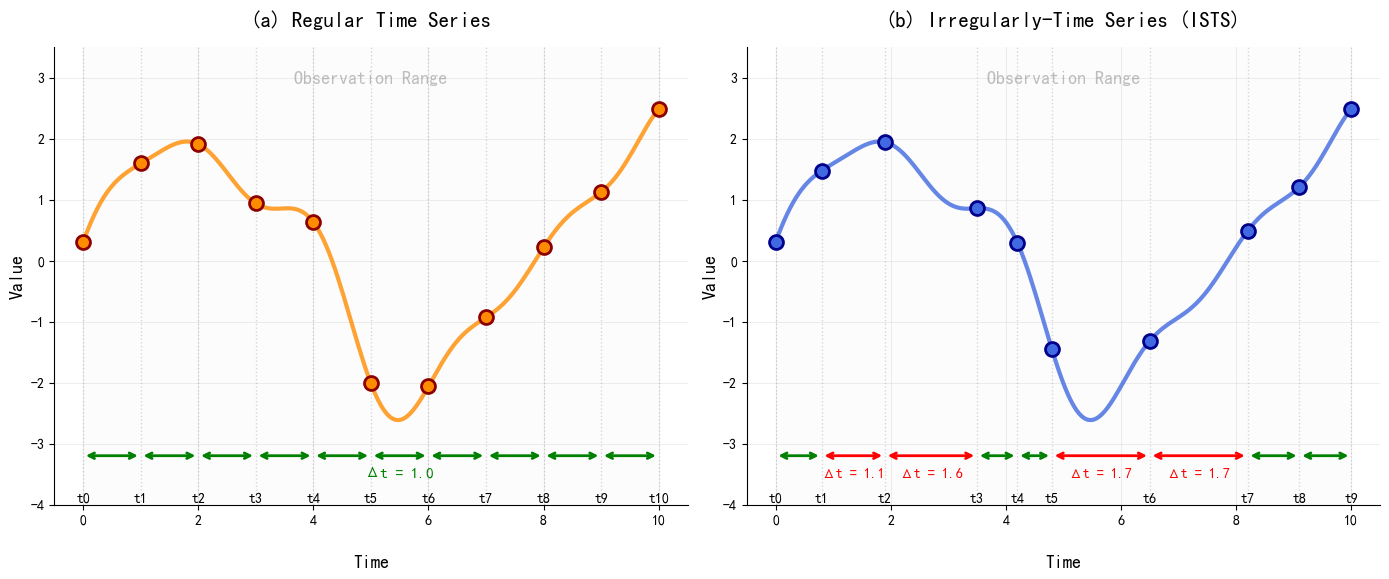 (a) Regular Time Series
Observation Range
3
2
1
0
−1
−2
−3
−4
Value
Δt = 1.0
t0 t1 t2 t3 t4 t5 t6 t7 t8 t9 t10
0 2 4 6 8 10
Time
(b) Irregularly-Time Series (ISTS)
Observation Range
3
2
1
0
−1
−2
−3
−4
Value
Δt = 1.1 Δt = 1.6 Δt = 1.7 Δt = 1.7
t0 t1 t2 t3 t4 t5 t6 t7 t8 t9
0 2 4 6 8 10
Time